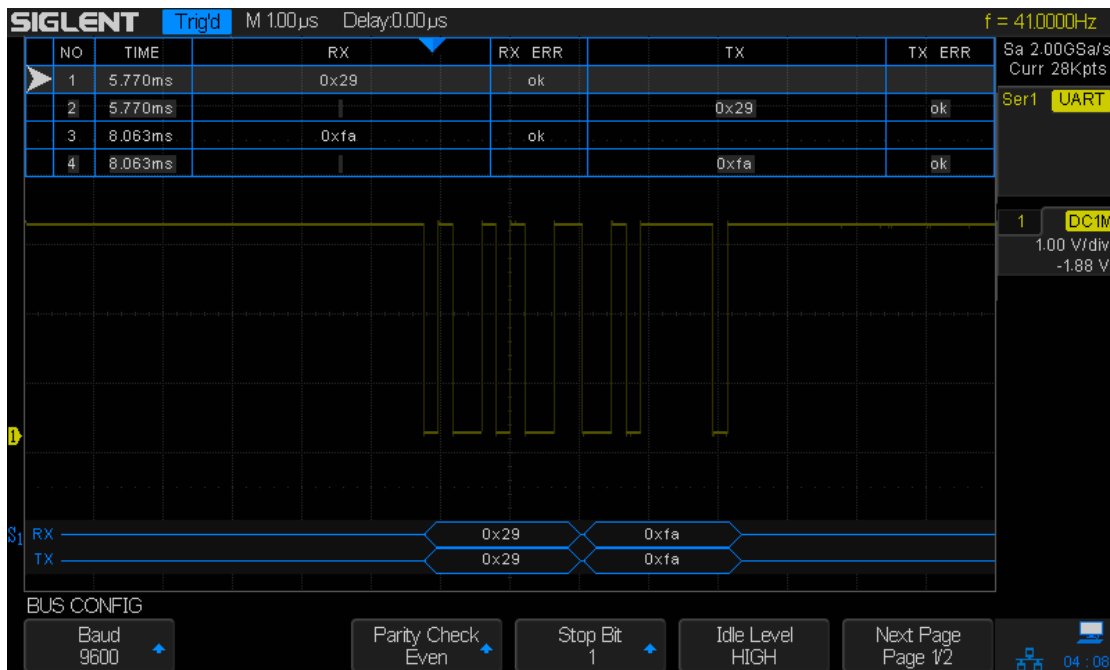 SIGLENT Trig'd M 1.00µs Delay:0.00µs f = 41.0000Hz
NO TIME RX RX ERR TX TX ERR
Sa 2.00GSa/s
Curr 28Kpts
1 5.770ms 0x29 ok
2 5.770ms 0x29 ok
3 8.063ms 0xfa ok
4 8.063ms 0xfa ok
Ser1 UART
1 DC1M
1.00 V/div
-1.88 V
1
S1 RX 0x29 0xfa
TX 0x29 0xfa
BUS CONFIG
Baud Parity Check Stop Bit Idle Level Next Page
9600 Even 1 HIGH Page 1/2
04:08